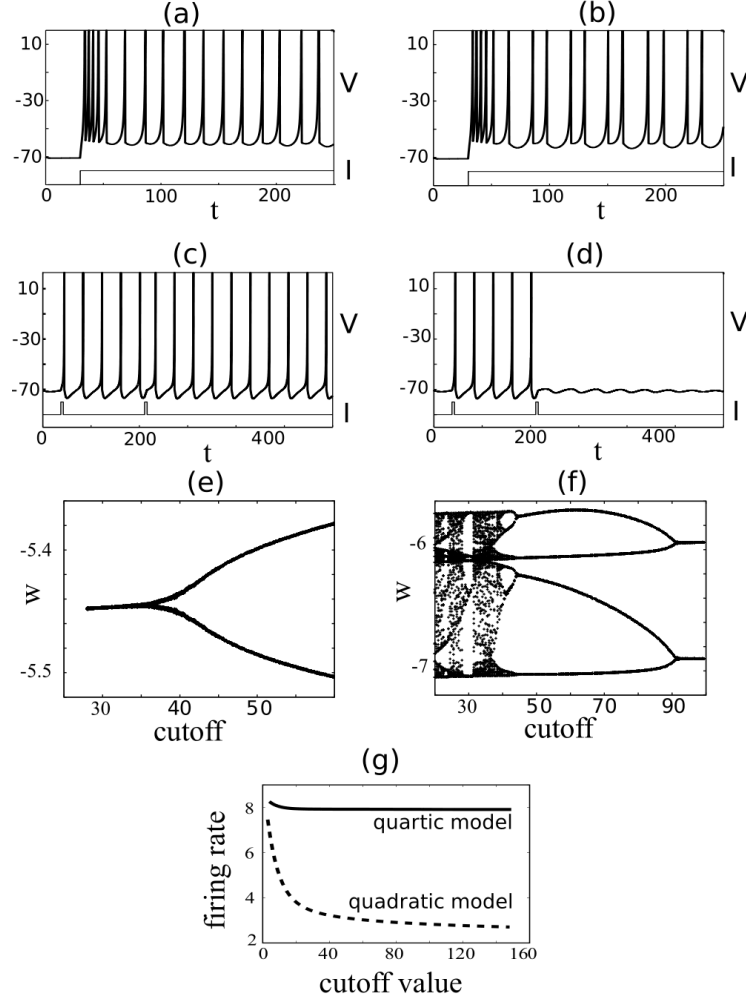 (a)
(b)
10
-30
-70
V
I
0
100
200
t
10
-30
-70
V
I
0
100
200
t
(c)
(d)
10
-30
-70
V
I
0
200
400
t
10
-30
-70
V
I
0
200
400
t
(e)
(f)
-5.4
-5.5
w
30
40
50
cutoff
-6
-7
w
30
50
70
90
cutoff
(g)
8
6
4
2
firing rate
quartic model
quadratic model
0
40
80
120
160
cutoff value